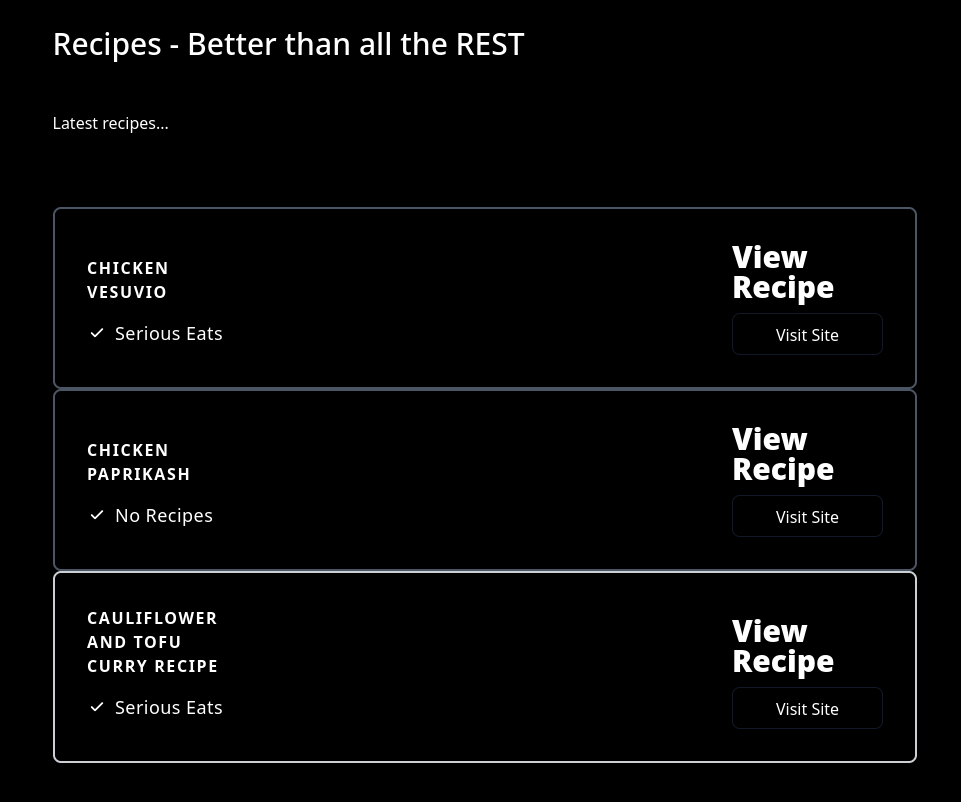 Recipes - Better than all the REST
Latest recipes...
CHICKEN
VESUVIO
Serious Eats
View
Recipe
Visit Site
CHICKEN
PAPRIKASH
No Recipes
View
Recipe
Visit Site
CAULIFLOWER
AND TOFU
CURRY RECIPE
Serious Eats
View
Recipe
Visit Site